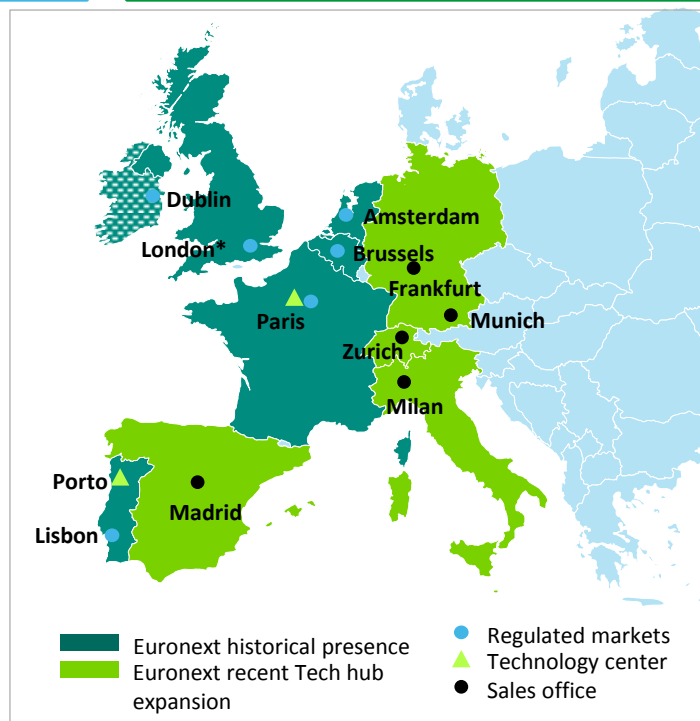 Dublin
Amsterdam
London*
Brussels
Frankfurt
Paris
Munich
Zurich
Milan
Porto
Madrid
Lisbon
Euronext historical presence
Euronext recent Tech hub
expansion
Regulated markets
Technology center
Sales office